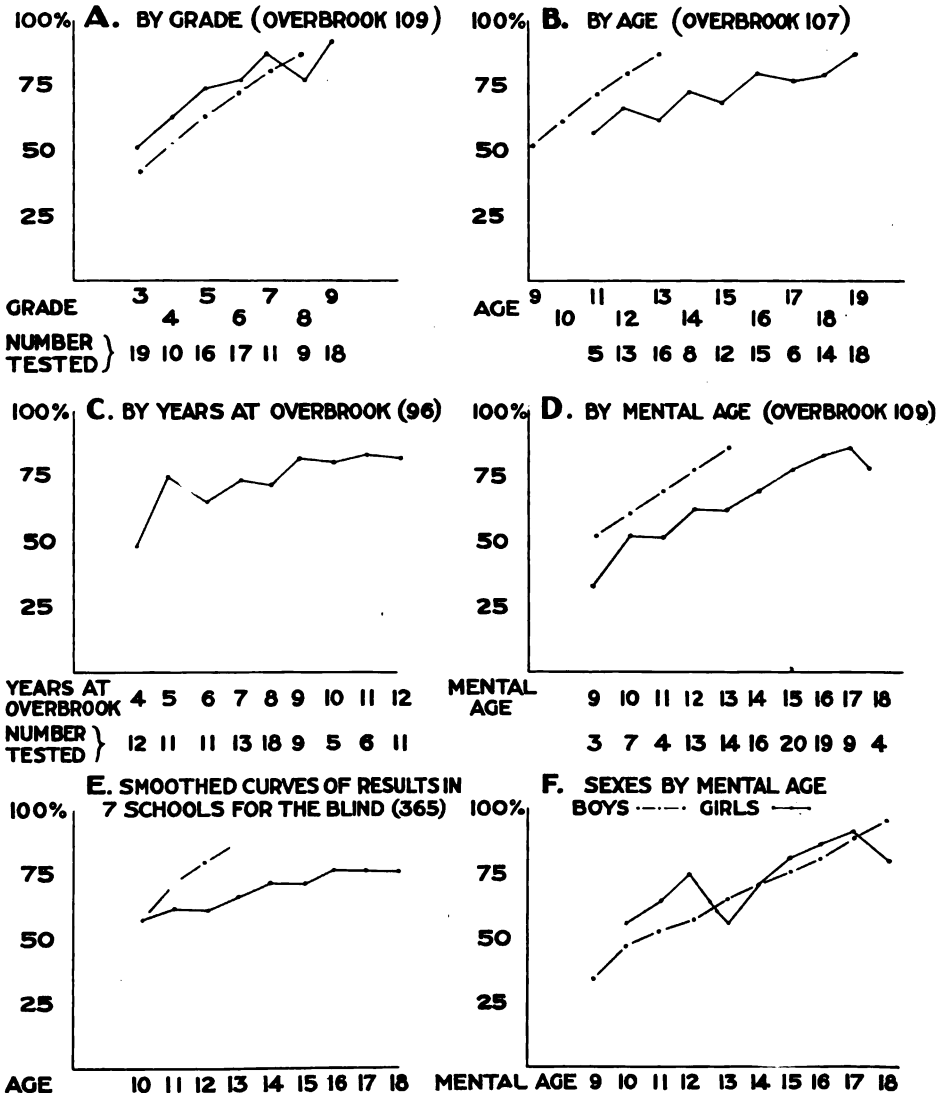 A. BY GRADE (OVERBROOK 109)
100%
75
50
25
GRADE 3 4 5 6 7 8 9
NUMBER TESTED } 19 10 16 17 11 9 18
B. BY AGE (OVERBROOK 107)
100%
75
50
25
AGE 9 10 11 12 13 14 15 16 17 18 19
5 13 16 8 12 15 6 14 18
C. BY YEARS AT OVERBROOK (96)
100%
75
50
25
YEARS AT OVERBROOK 4 5 6 7 8 9 10 11 12
NUMBER TESTED } 12 11 11 13 18 9 5 6 11
D. BY MENTAL AGE (OVERBROOK 109)
100%
75
50
25
MENTAL AGE 9 10 11 12 13 14 15 16 17 18
3 7 4 13 14 16 20 19 9 4
E. SMOOTHED CURVES OF RESULTS IN
7 SCHOOLS FOR THE BLIND (365)
100%
75
50
25
AGE 10 11 12 13 14 15 16 17 18
F. SEXES BY MENTAL AGE
BOYS GIRLS
100%
75
50
25
MENTAL AGE 9 10 11 12 13 14 15 16 17 18